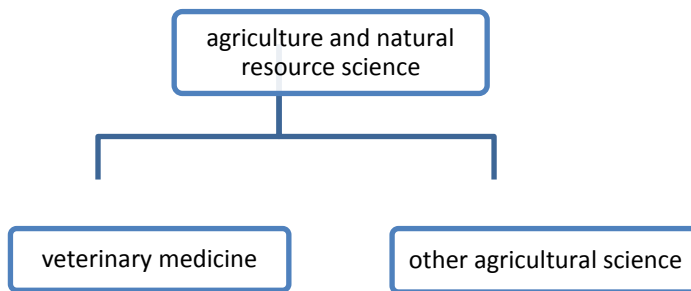 agriculture and natural
resource science
veterinary medicine
other agricultural science